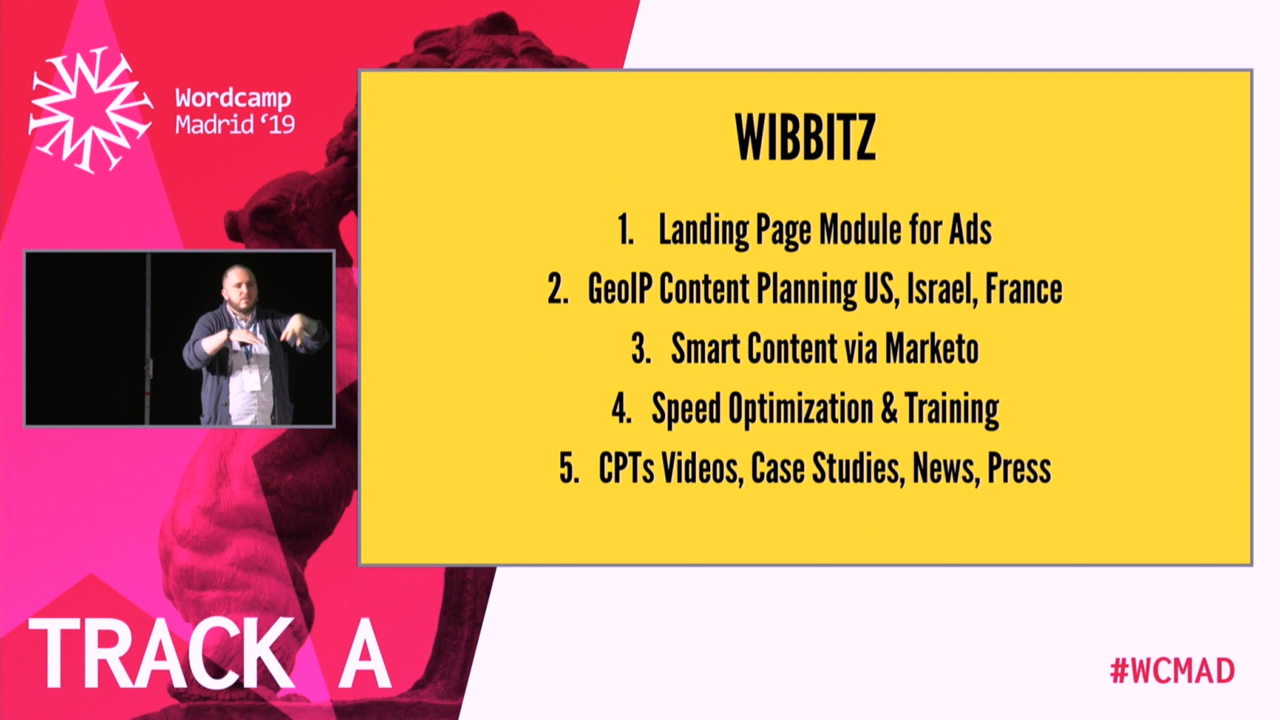 Wordcamp
Madrid ‘19
WIBBITZ
1. Landing Page Module for Ads
2. GeoIP Content Planning US, Israel, France
3. Smart Content via Marketo
4. Speed Optimization & Training
5. CPTs Videos, Case Studies, News, Press
TRACK A
#WCMAD